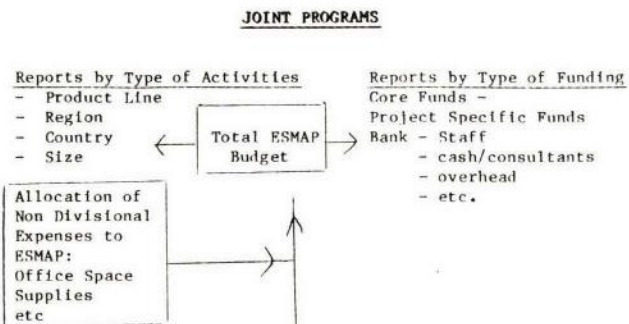 JOINT PROGRAMS
Reports by Type of Activities
- Product Line
- Region
- Country
- Size
Total ESMAP
Budget
Reports by Type of Funding
Core Funds -
Project Specific Funds
Bank - Staff
- cash/consultants
- overhead
- etc.
Allocation of
Non Divisional
Expenses to
ESMAP:
Office Space
Supplies
etc